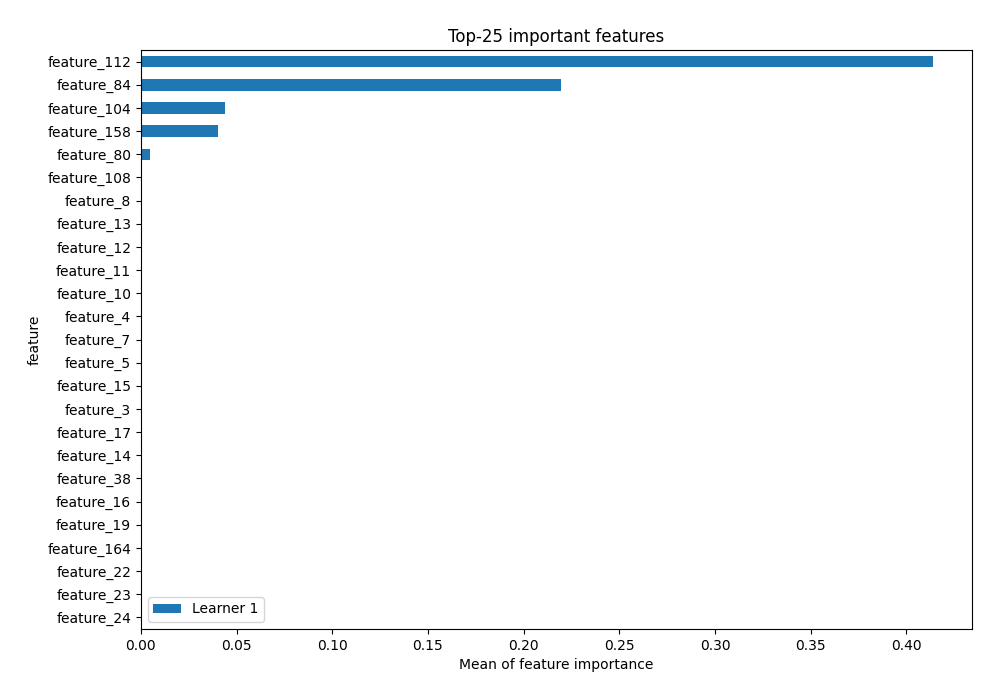 Top-25 important features
feature_112
feature_84
feature_104
feature_158
feature_80
feature_108
feature_8
feature_13
feature_12
feature_11
feature_10
feature_4
feature_7
feature_5
feature_15
feature_3
feature_17
feature_14
feature_38
feature_16
feature_19
feature_164
feature_22
feature_23
feature_24
feature
Learner 1
0.00 0.05 0.10 0.15 0.20 0.25 0.30 0.35 0.40
Mean of feature importance